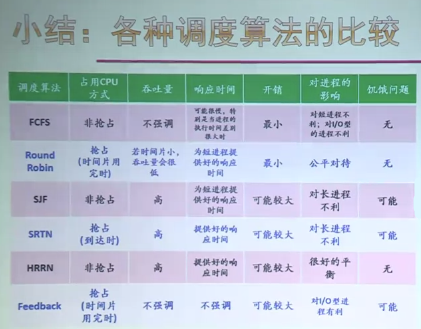 小结：各种调度算法的比较
调度算法 占用CPU方式 吞吐量 响应时间 开销 对进程的影响 饥饿问题
FCFS 非抢占 不强调 可能很慢，特别是当进程的执行时间差别很大时 最小 对短进程不利；对I/O型的进程不利 无
Round Robin 抢占（时间片用完时） 若时间片小，吞吐量会很低 为短进程提供好的响应时间 最小 公平对待 无
SJF 非抢占 高 为短进程提供好的响应时间 可能较大 对长进程不利 可能
SRTN 抢占（到达时） 高 提供好的响应时间 可能较大 对长进程不利 可能
HRRN 非抢占 高 提供好的响应时间 可能较大 很好的平衡 无
Feedback 抢占（时间片用完时） 不强调 不强调 可能较大 对I/O型进程有利 可能